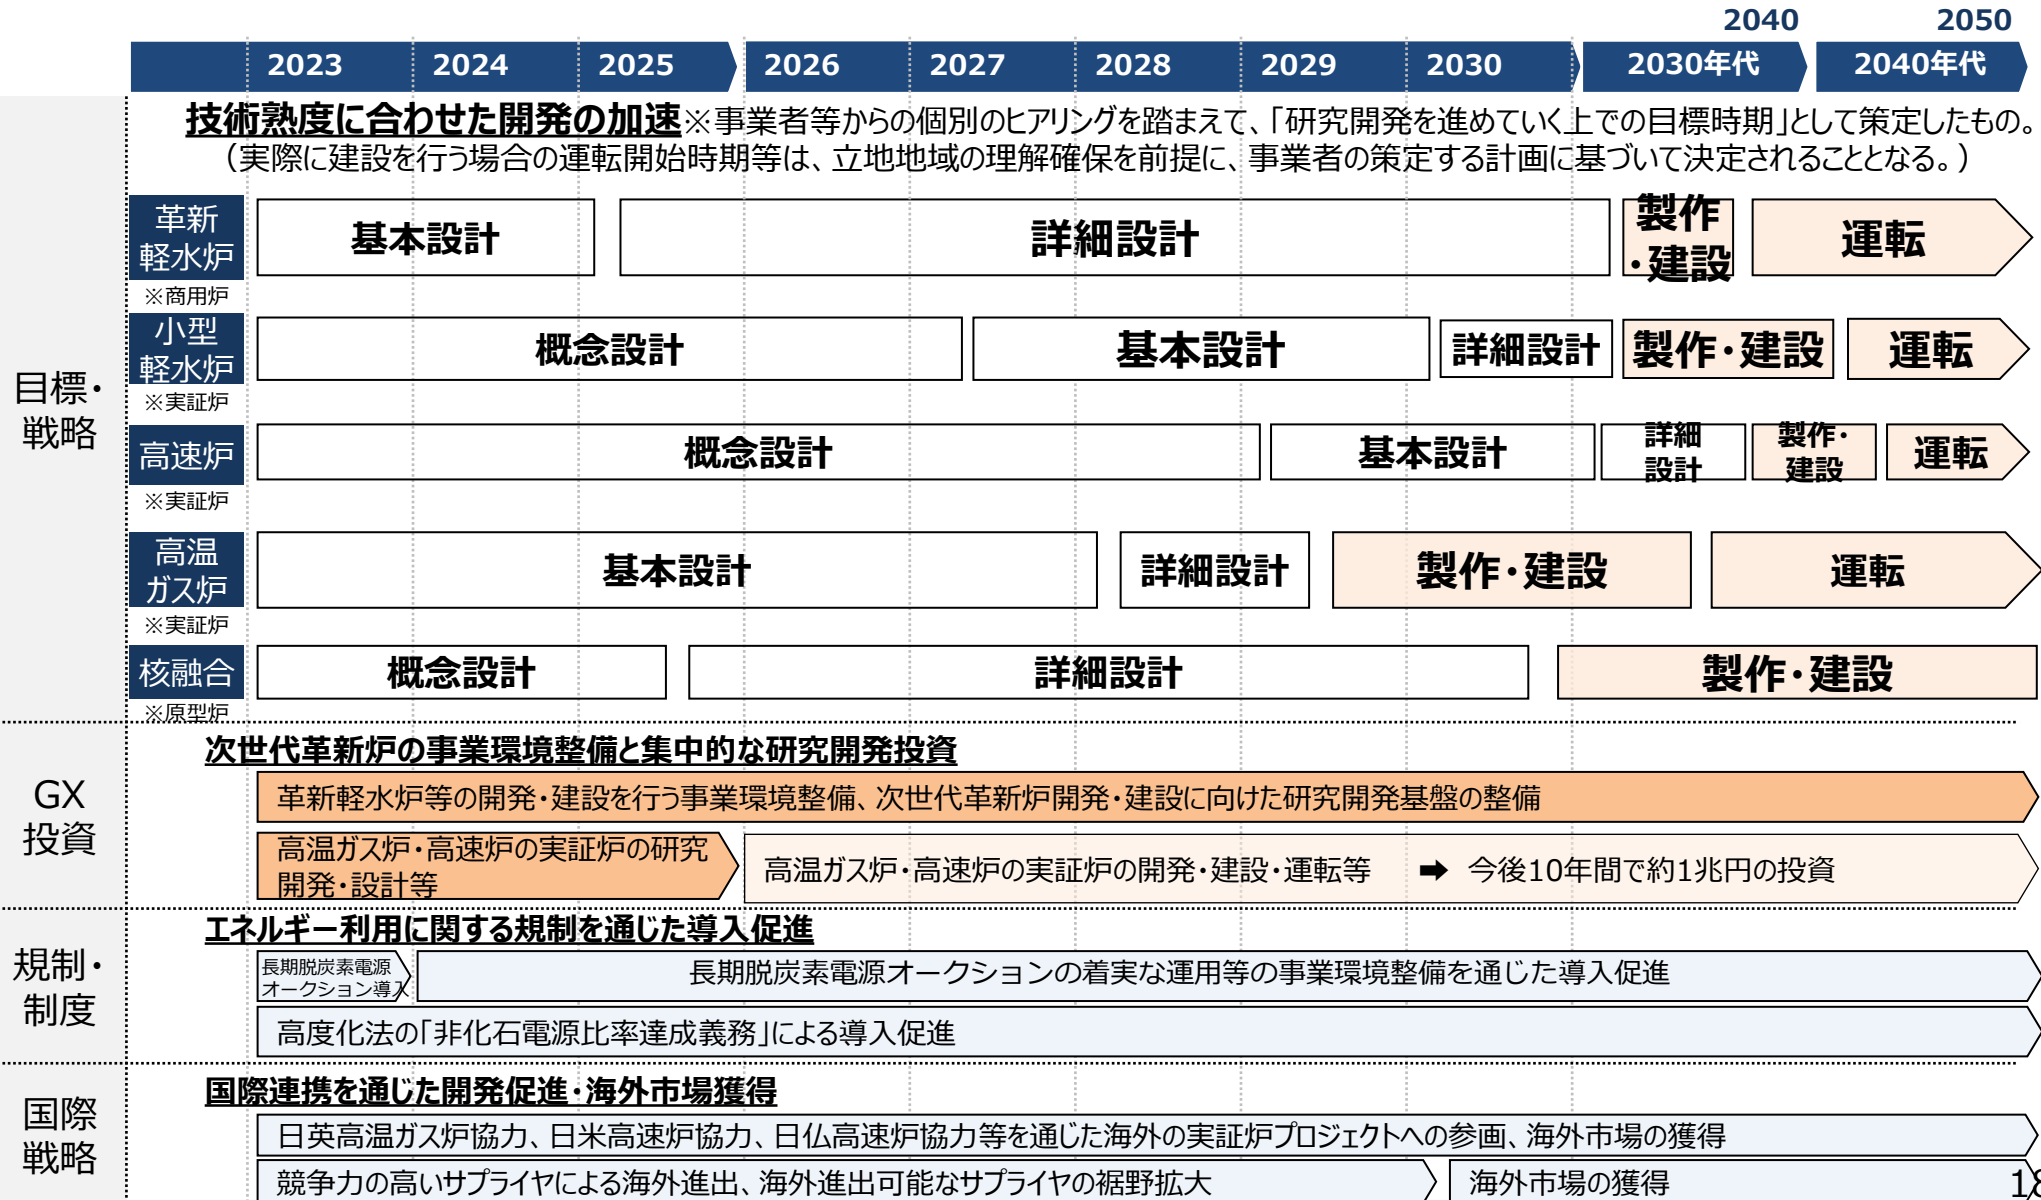 2040 2050
2023 2024 2025 2026 2027 2028 2029 2030 2030年代 2040年代
目標・
戦略
技術熟度に合わせた開発の加速※事業者等からの個別のヒアリングを踏まえて、「研究開発を進めていく上での目標時期」として策定したもの。
（実際に建設を行う場合の運転開始時期等は、立地地域の理解確保を前提に、事業者の策定する計画に基づいて決定されることとなる。）
革新
軽水炉
※商用炉
基本設計
詳細設計
製作
・建設
運転
小型
軽水炉
※実証炉
概念設計
基本設計
詳細設計
製作・建設
運転
高速炉
※実証炉
概念設計
基本設計
詳細
設計
製作・
建設
運転
高温
ガス炉
※実証炉
基本設計
詳細設計
製作・建設
運転
核融合
※原型炉
概念設計
詳細設計
製作・建設
GX
投資
次世代革新炉の事業環境整備と集中的な研究開発投資
革新軽水炉等の開発・建設を行う事業環境整備、次世代革新炉開発・建設に向けた研究開発基盤の整備
高温ガス炉・高速炉の実証炉の研究
開発・設計等
高温ガス炉・高速炉の実証炉の開発・建設・運転等 ➡ 今後10年間で約1兆円の投資
規制・
制度
エネルギー利用に関する規制を通じた導入促進
長期脱炭素電源
オークション導入
長期脱炭素電源オークションの着実な運用等の事業環境整備を通じた導入促進
高度化法の「非化石電源比率達成義務」による導入促進
国際
戦略
国際連携を通じた開発促進・海外市場獲得
日英高温ガス炉協力、日米高速炉協力、日仏高速炉協力等を通じた海外の実証炉プロジェクトへの参画、海外市場の獲得
競争力の高いサプライヤによる海外進出、海外進出可能なサプライヤの裾野拡大
海外市場の獲得